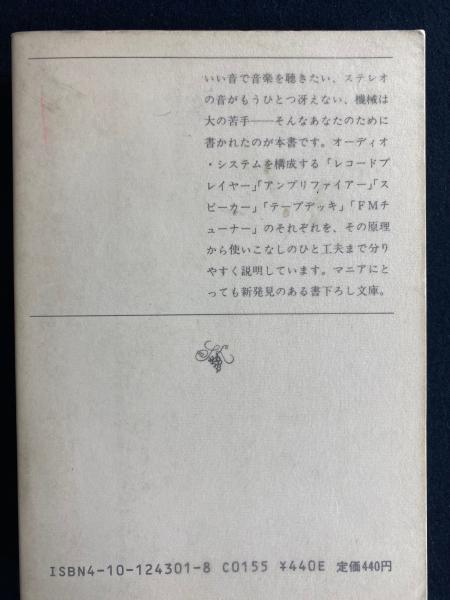 いい音で音楽を聴きたい、ステレオ
の音がもうひとつ冴えない、機械は
大の苦手――そんなあなたのために
書かれたのが本書です。オーディオ
・システムを構成する「レコードプ
レイヤー」「アンプリファイアー」「ス
ピーカー」「テープデッキ」「FMチ
ューナー」のそれぞれを、その原理
から使いこなしのひと工夫まで分り
やすく説明しています。マニアにと
っても新発見のある書下ろし文庫。
ISBN4-10-124301-8 C0155 ¥440E 定価440円